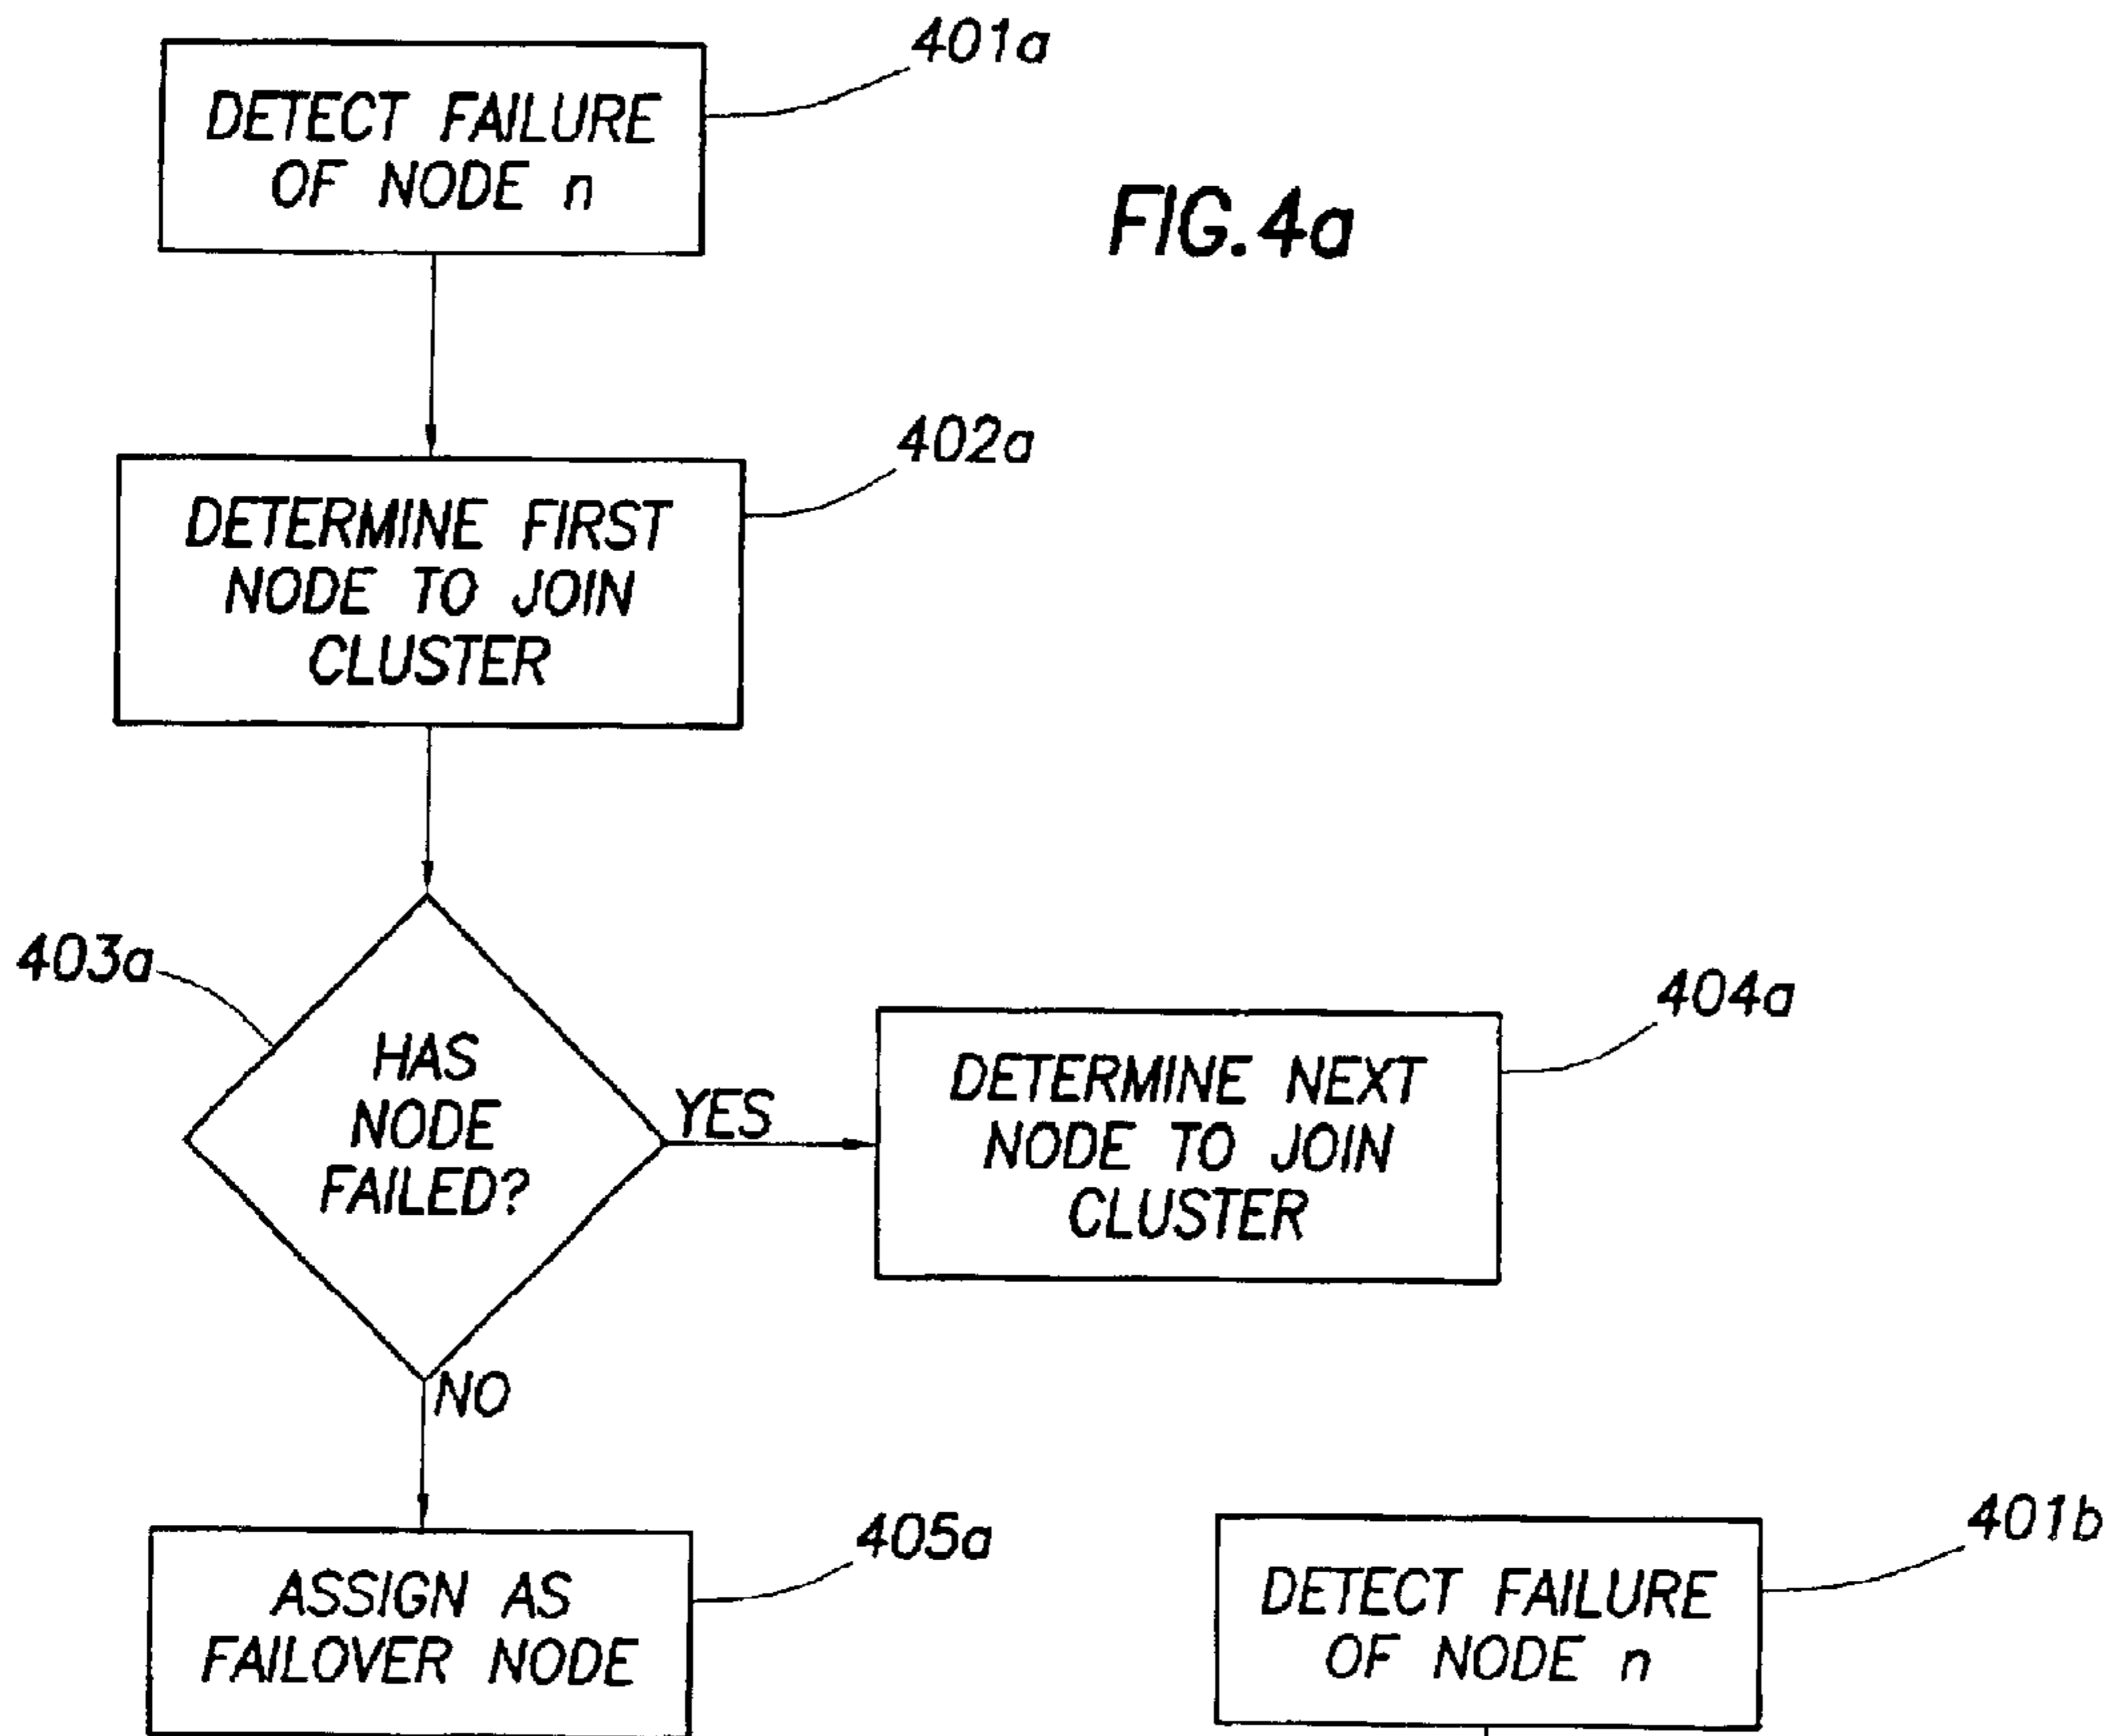 401a
DETECT FAILURE
OF NODE n
FIG.4a
402a
DETERMINE FIRST
NODE TO JOIN
CLUSTER
403a
HAS
NODE
FAILED?
YES
404a
DETERMINE NEXT
NODE TO JOIN
CLUSTER
NO
405a
ASSIGN AS
FAILOVER NODE
401b
DETECT FAILURE
OF NODE n